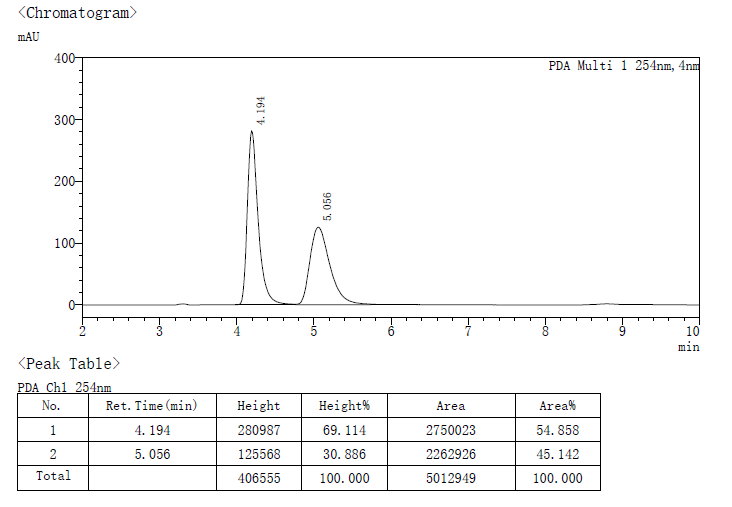 <Chromatogram>
mAU
PDA Multi 1 254nm,4nm
400
300
200
100
0
4.194
5.056
2 3 4 5 6 7 8 9 10
min
<Peak Table>
PDA Ch1 254nm
No. Ret.Time(min) Height Height% Area Area%
1 4.194 280987 69.114 2750023 54.858
2 5.056 125568 30.886 2262926 45.142
Total 406555 100.000 5012949 100.000